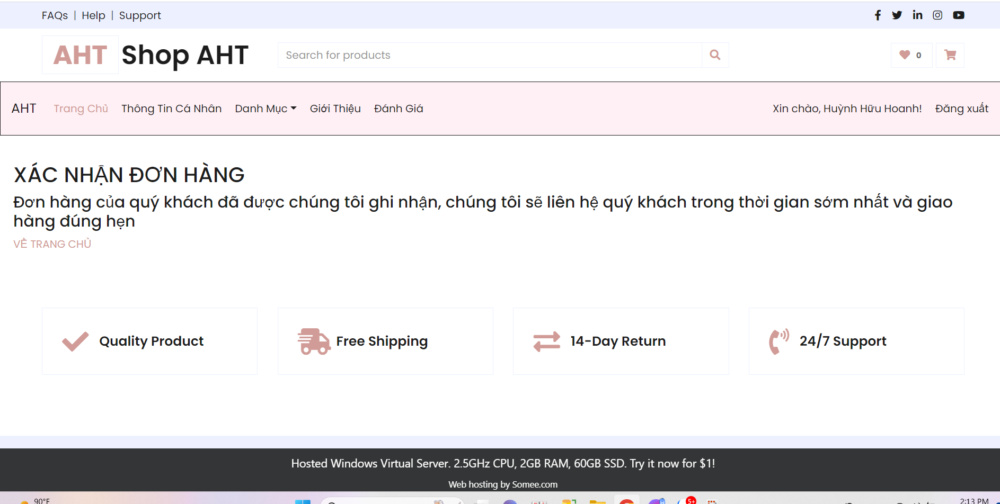 FAQs | Help | Support
AHT Shop AHT
Search for products
0
AHT Trang Chủ Thông Tin Cá Nhân Danh Mục Giới Thiệu Đánh Giá Xin chào, Huỳnh Hữu Hoanh! Đăng xuất
XÁC NHẬN ĐƠN HÀNG
Đơn hàng của quý khách đã được chúng tôi ghi nhận, chúng tôi sẽ liên hệ quý khách trong thời gian sớm nhất và giao
hàng đúng hẹn
VỀ TRANG CHỦ
Quality Product
Free Shipping
14-Day Return
24/7 Support
Hosted Windows Virtual Server. 2.5GHz CPU, 2GB RAM, 60GB SSD. Try it now for $1!
Web hosting by Somee.com
90°F
5+
2:13 PM